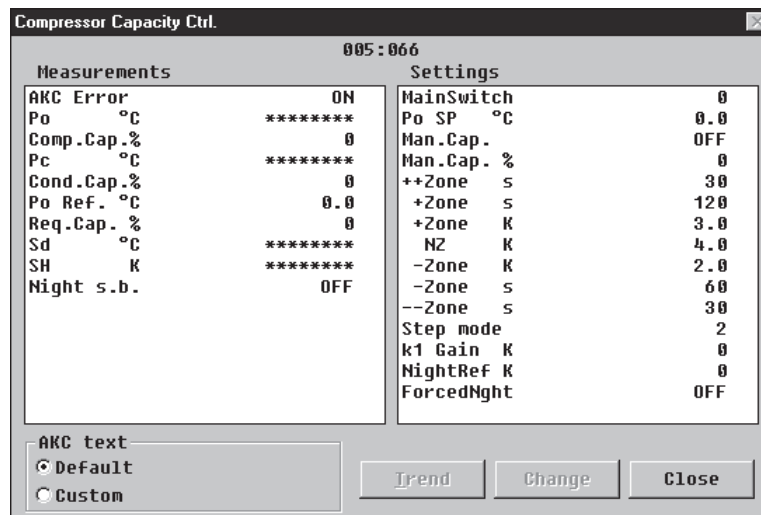 Compressor Capacity Ctrl.
005:066
Measurements
AKC Error ON
Po °C ********
Comp.Cap.% 0
Pc °C ********
Cond.Cap.% 0
Po Ref. °C 0.0
Req.Cap. % 0
Sd °C ********
SH K ********
Night s.b. OFF
Settings
MainSwitch 0
Po SP °C 0.0
Man.Cap. OFF
Man.Cap. % 0
++Zone s 30
+Zone s 120
+Zone K 3.0
NZ K 4.0
-Zone K 2.0
-Zone s 60
--Zone s 30
Step mode 2
k1 Gain K 0
NightRef K 0
ForcedNght OFF
AKC text
Default
Custom
Trend
Change
Close